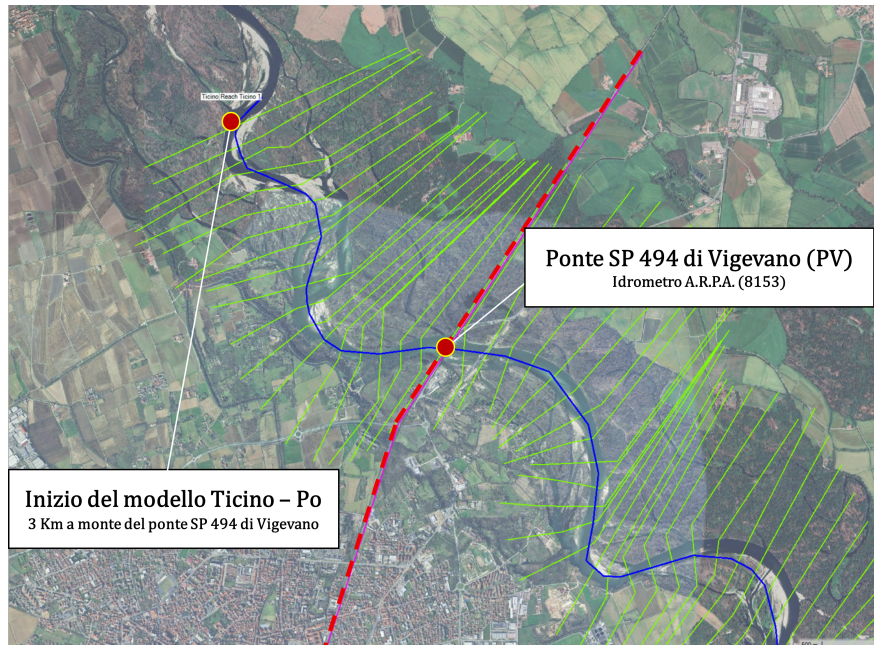 Ticino Reach Ticino 1
Ponte SP 494 di Vigevano (PV)
Idrometro A.R.P.A. (8153)
Inizio del modello Ticino – Po
3 Km a monte del ponte SP 494 di Vigevano